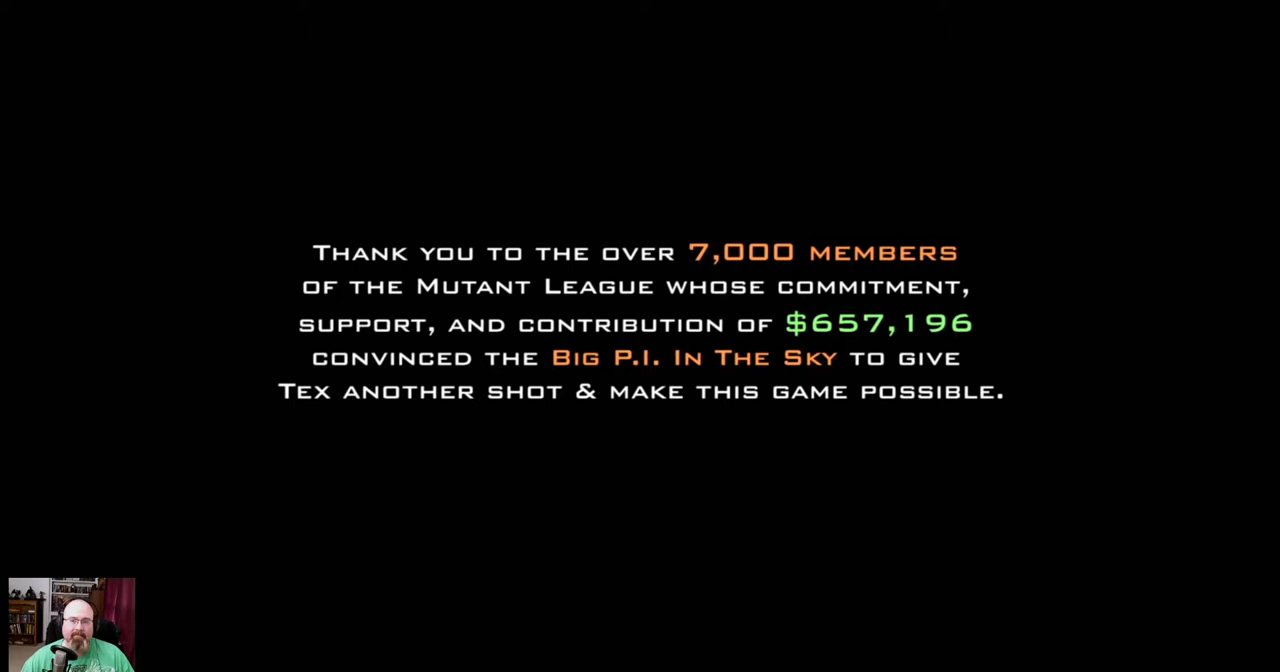 Thank you to the over 7,000 members
of the Mutant League whose commitment,
support, and contribution of $657,196
convinced the Big P.I. In The Sky to give
Tex another shot & make this game possible.